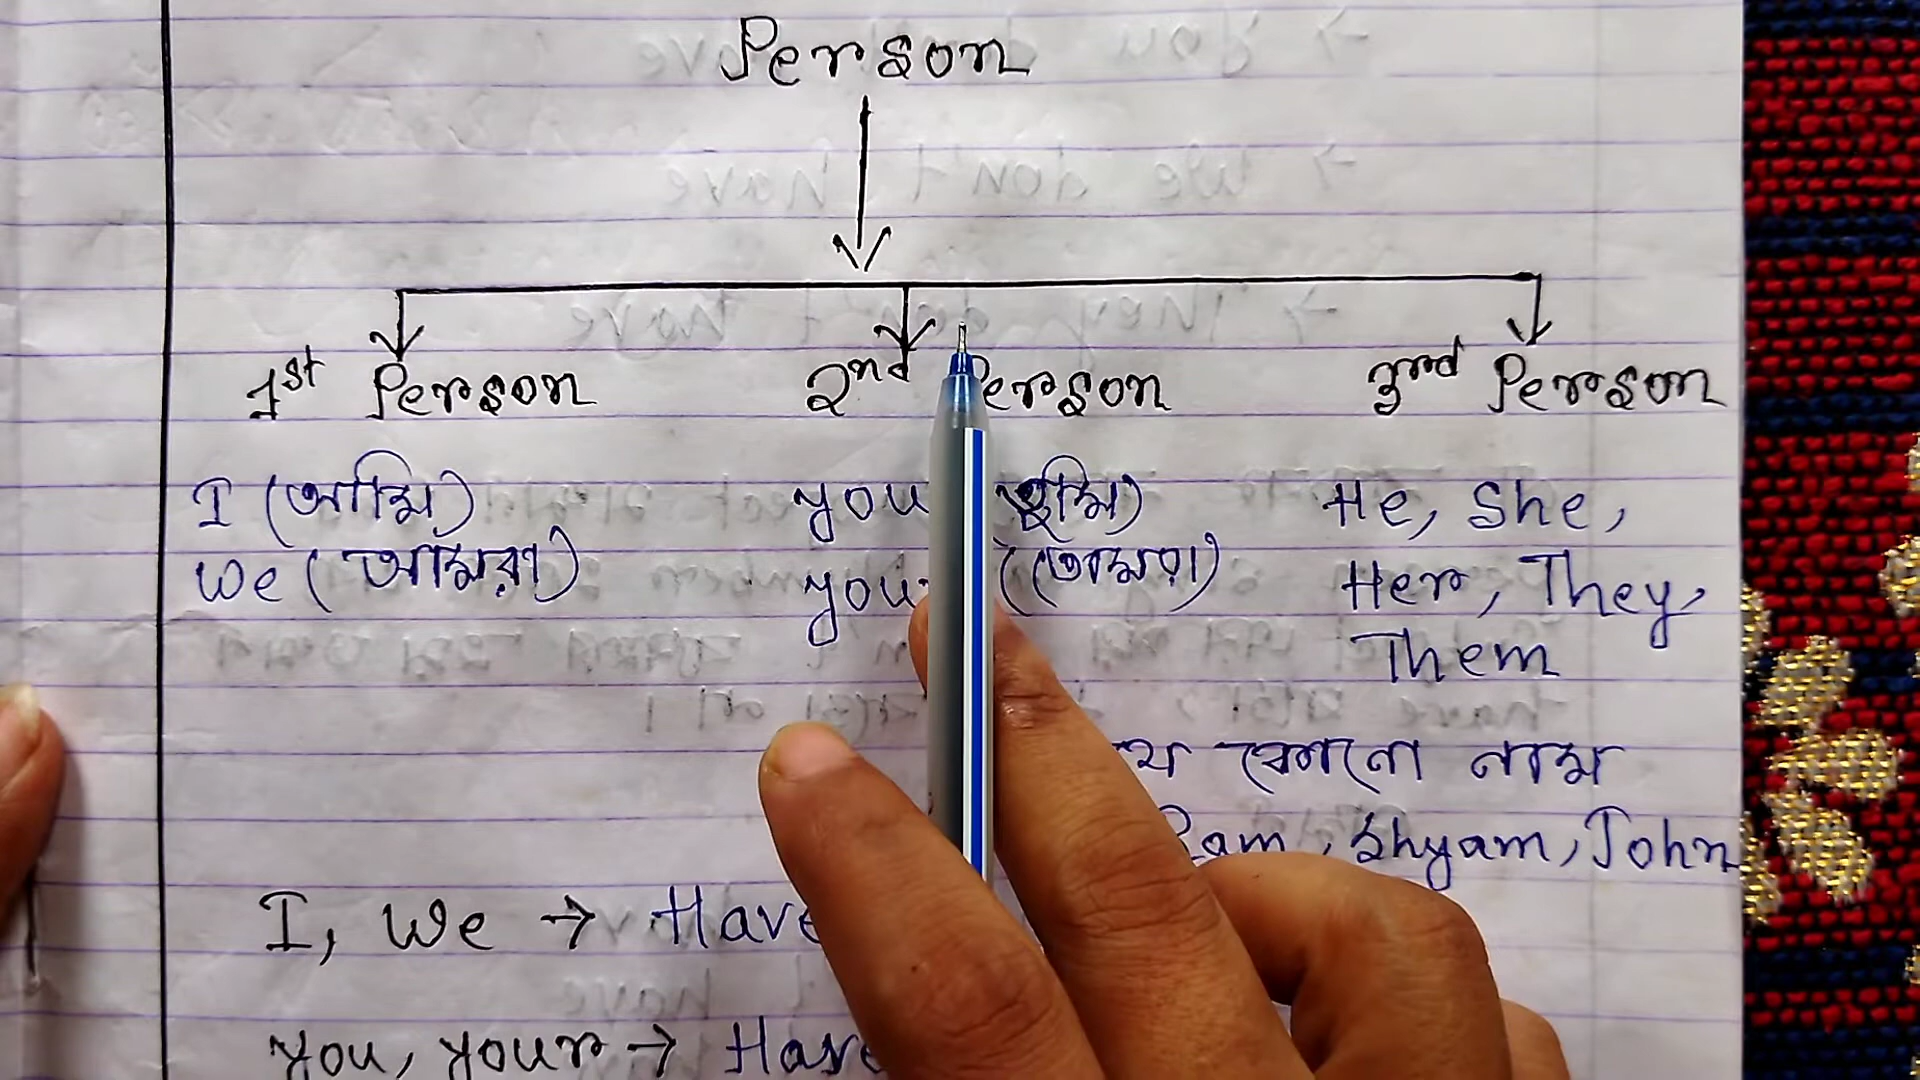 Person
1st Person 2nd Person 3rd Person
I (আমি) you তুমি) He, She,
We (আমরা) (তোমরা) Her, They,
Them
কোনো নাম
Ram, Shyam, John
I, We → Have
you, your → Have